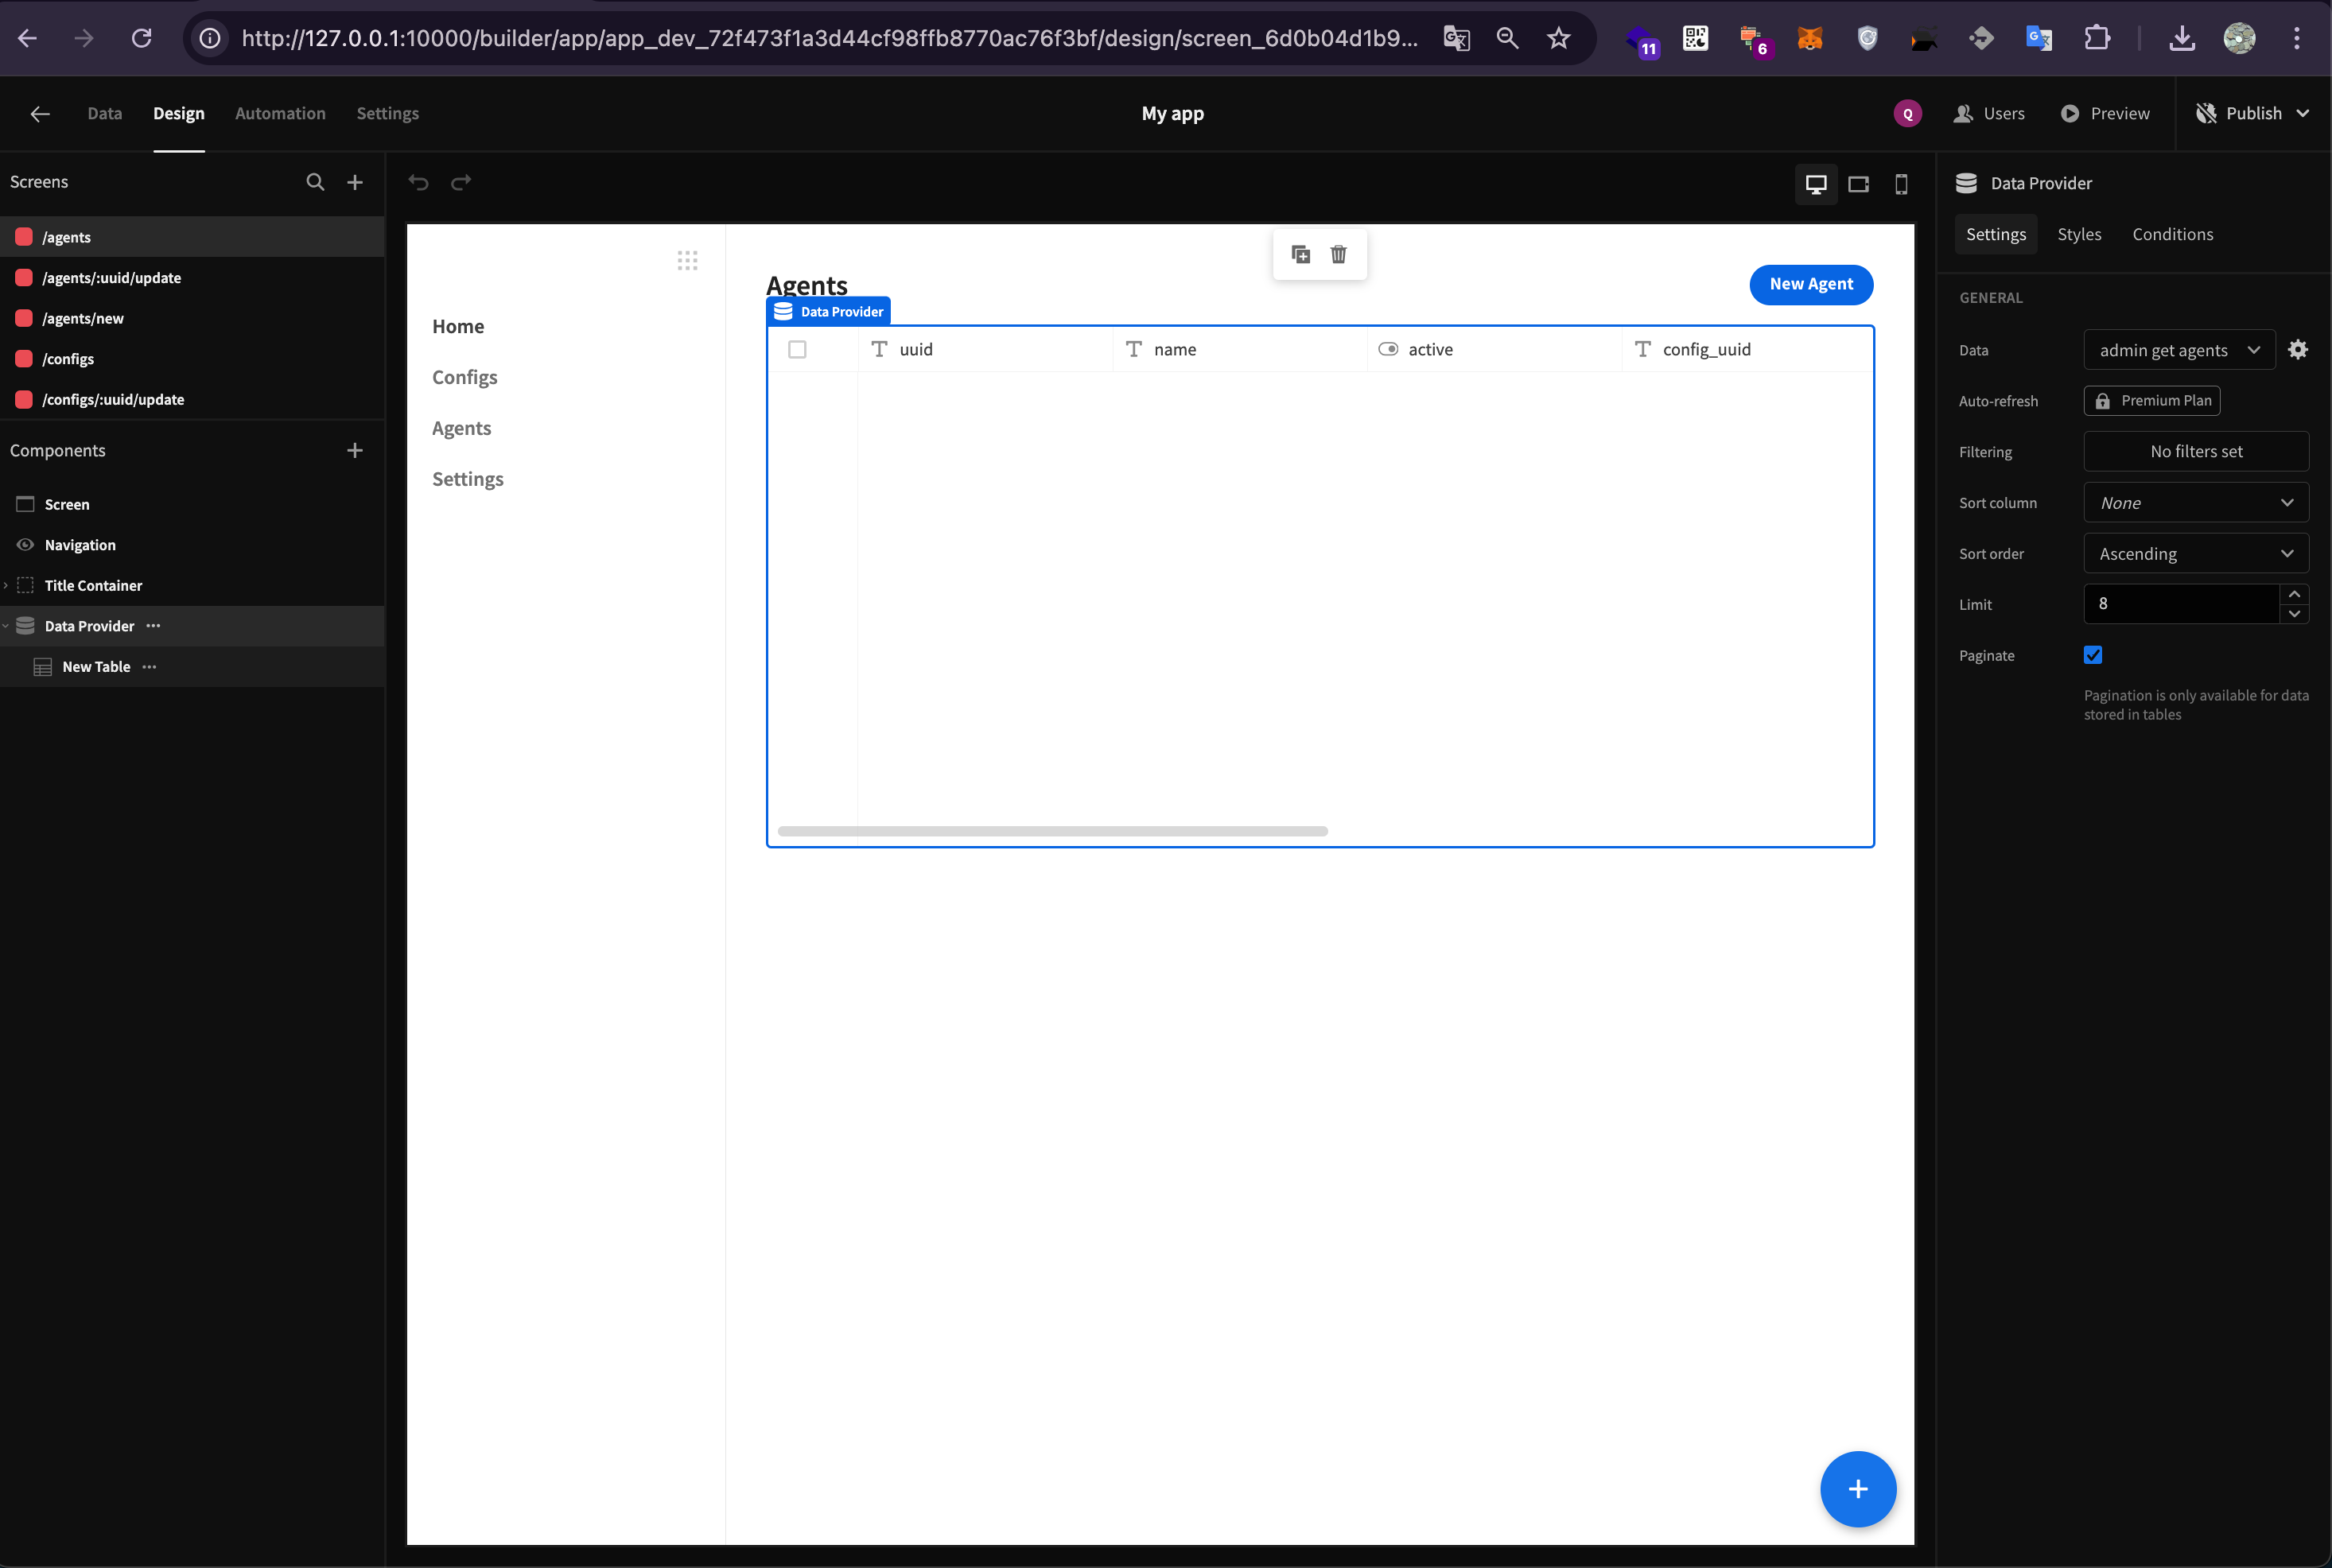 http://127.0.0.1:10000/builder/app/app_dev_72f473f1a3d44cf98ffb8770ac76f3bf/design/screen_6d0b04d1b9...
11
6
Data
Design
Automation
Settings
My app
Q
Users
Preview
Publish
Screens
/agents
/agents/:uuid/update
/agents/new
/configs
/configs/:uuid/update
Components
Screen
Navigation
Title Container
Data Provider
New Table
Home
Configs
Agents
Settings
Agents
New Agent
Data Provider
uuid
name
active
config_uuid
Data Provider
Settings
Styles
Conditions
GENERAL
Data
admin get agents
Auto-refresh
Premium Plan
Filtering
No filters set
Sort column
None
Sort order
Ascending
Limit
8
Paginate
Pagination is only available for data
stored in tables